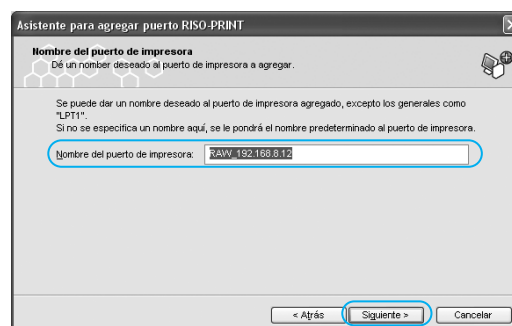 Asistente para agregar puerto RISO-PRINT
Nombre del puerto de impresora
Dé un nomber deseado al puerto de impresora a agregar.
Se puede dar un nombre deseado al puerto de impresora agregado, excepto los generales como
"LPT1".
Si no se especifica un nombre aquí, se le pondrá el nombre predeterminado al puerto de impresora.
Nombre del puerto de impresora: RAW_192.168.8.12
< Atrás Siguiente > Cancelar